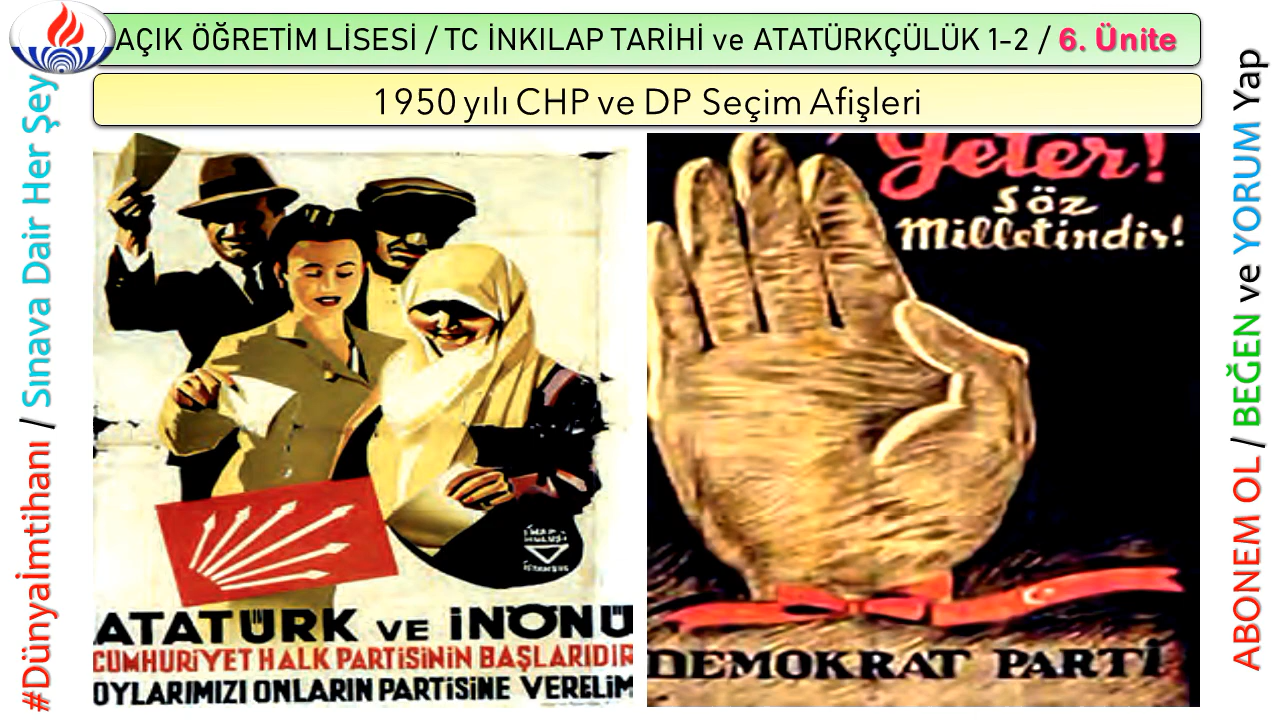 AÇIK ÖĞRETİM LİSESİ / TC İNKILAP TARİHİ ve ATATÜRKÇÜLÜK 1-2 / 6. Ünite
1950 yılı CHP ve DP Seçim Afişleri
#Dünyaİmtihanı / Sınava Dair Her Şey
ATATÜRK VE İNÖNÜ
CUMHURİYET HALK PARTİSİNİN BAŞLARIDIR
OYLARIMIZI ONLARIN PARTİSİNE VERELİM
Yeter!
Söz
Milletindir!
DEMOKRAT PARTİ
ABONEM OL / BEĞEN ve YORUM Yap